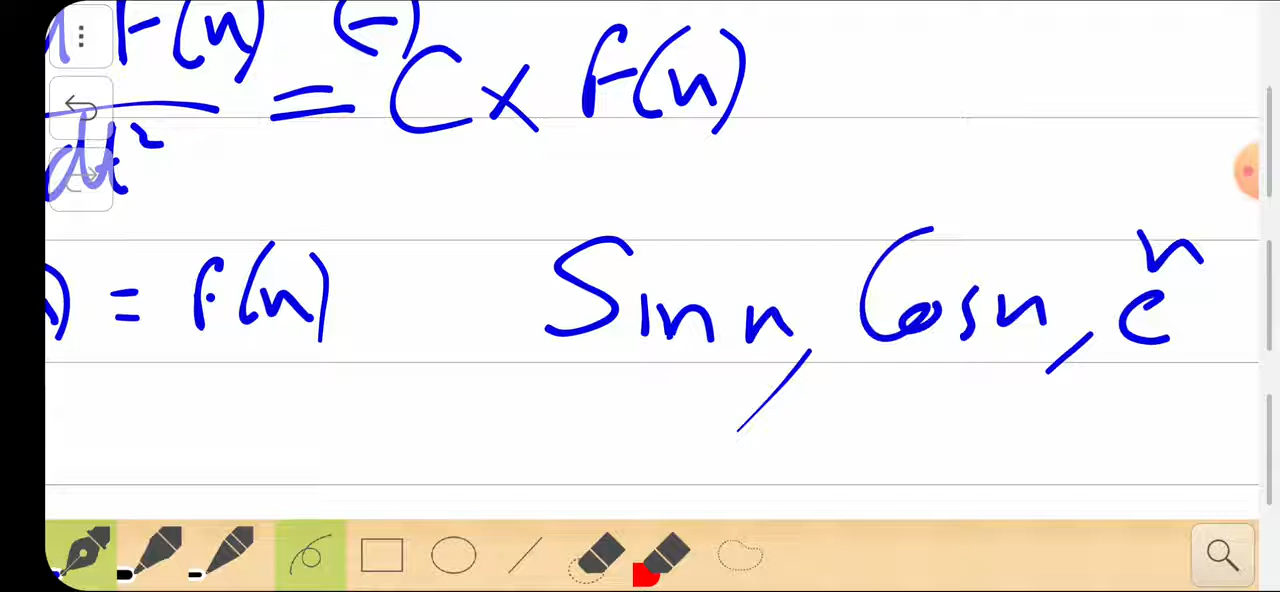 F(n) (-)
dt² = C × f(n)
) = f(n) Sin n, Cos n, eⁿ